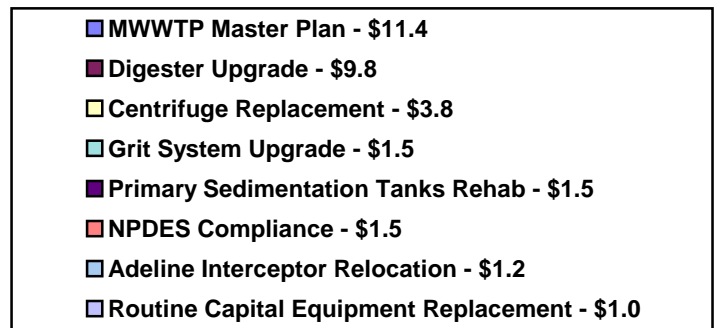 MWWTP Master Plan - $11.4
Digester Upgrade - $9.8
Centrifuge Replacement - $3.8
Grit System Upgrade - $1.5
Primary Sedimentation Tanks Rehab - $1.5
NPDES Compliance - $1.5
Adeline Interceptor Relocation - $1.2
Routine Capital Equipment Replacement - $1.0